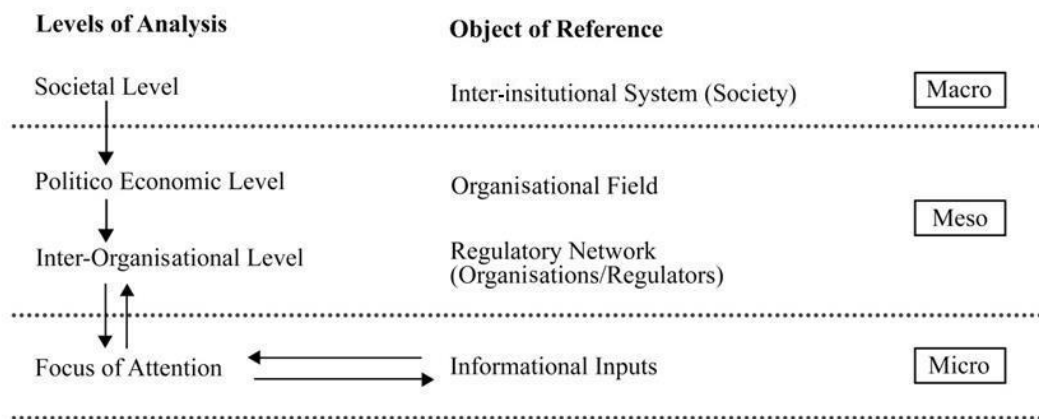 Levels of Analysis
Object of Reference
Societal Level
Inter-insitutional System (Society)
Macro
Politico Economic Level
Organisational Field
Meso
Inter-Organisational Level
Regulatory Network
(Organisations/Regulators)
Focus of Attention
Informational Inputs
Micro